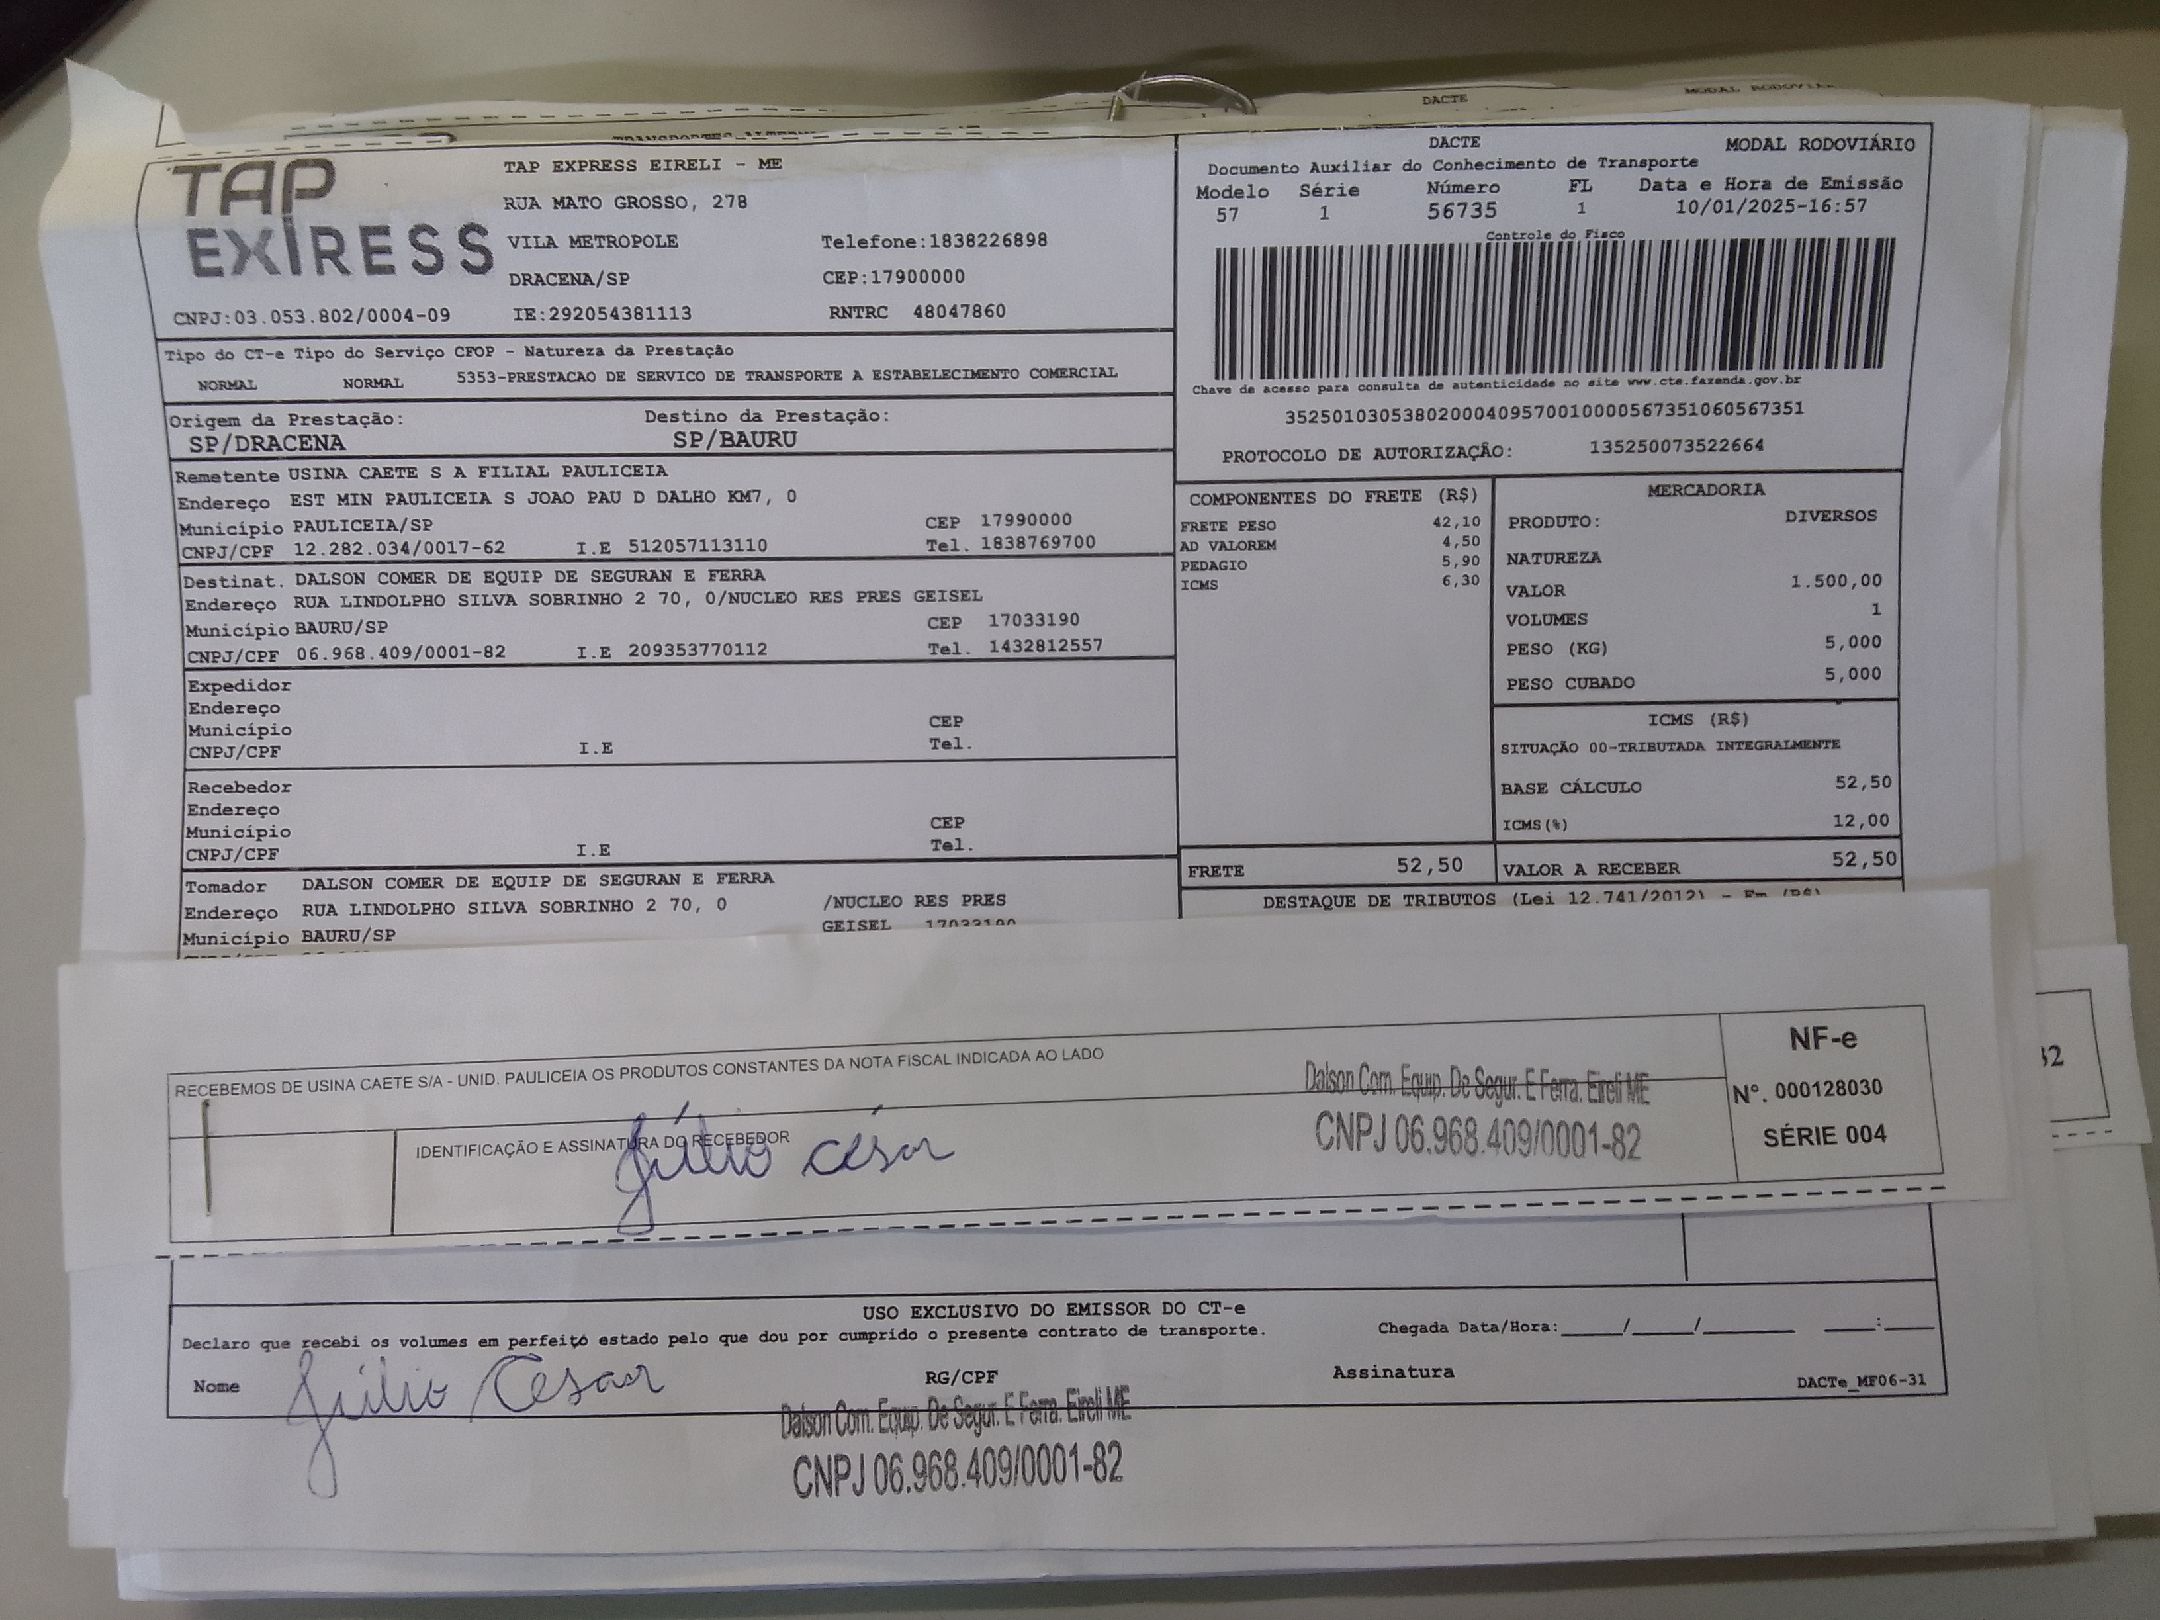 DACTE
TAP
EXPRESS
TAP EXPRESS EIRELI - ME
RUA MATO GROSSO, 278
VILA METROPOLE Telefone:1838226898
DRACENA/SP CEP:17900000
CNPJ:03.053.802/0004-09 IE:292054381113 RNTRC 48047860
DACTE MODAL RODOVIÁRIO
Documento Auxiliar do Conhecimento de Transporte
Modelo Série Número FL Data e Hora de Emissão
57 1 56735 1 10/01/2025-16:57
Controle do Fisco
Chave de acesso para consulta de autenticidade no site www.cte.fazenda.gov.br
35250103053802000409570010000567351060567351
PROTOCOLO DE AUTORIZAÇÃO: 135250073522664
Tipo do CT-e Tipo do Serviço CFOP - Natureza da Prestação
NORMAL NORMAL 5353-PRESTACAO DE SERVICO DE TRANSPORTE A ESTABELECIMENTO COMERCIAL
Origem da Prestação: Destino da Prestação:
SP/DRACENA SP/BAURU
Remetente USINA CAETE S A FILIAL PAULICEIA
Endereço EST MIN PAULICEIA S JOAO PAU D DALHO KM7, 0
Município PAULICEIA/SP CEP 17990000
CNPJ/CPF 12.282.034/0017-62 I.E 512057113110 Tel. 1838769700
Destinat. DALSON COMER DE EQUIP DE SEGURAN E FERRA
Endereço RUA LINDOLPHO SILVA SOBRINHO 2 70, 0/NUCLEO RES PRES GEISEL
Município BAURU/SP CEP 17033190
CNPJ/CPF 06.968.409/0001-82 I.E 209353770112 Tel. 1432812557
Expedidor
Endereço
Município CEP
CNPJ/CPF I.E Tel.
Recebedor
Endereço
Município CEP
CNPJ/CPF I.E Tel.
Tomador DALSON COMER DE EQUIP DE SEGURAN E FERRA
Endereço RUA LINDOLPHO SILVA SOBRINHO 2 70, 0 /NUCLEO RES PRES
Município BAURU/SP GEISEL 17033190
COMPONENTES DO FRETE (R$)
FRETE PESO 42,10
AD VALOREM 4,50
PEDAGIO 5,90
ICMS 6,30
FRETE 52,50
MERCADORIA
PRODUTO: DIVERSOS
NATUREZA
VALOR 1.500,00
VOLUMES 1
PESO (KG) 5,000
PESO CUBADO 5,000
ICMS (R$)
SITUAÇÃO 00-TRIBUTADA INTEGRALMENTE
BASE CÁLCULO 52,50
ICMS(%) 12,00
VALOR A RECEBER 52,50
DESTAQUE DE TRIBUTOS (Lei 12.741/2012) - Em (R$)
RECEBEMOS DE USINA CAETE S/A - UNID. PAULICEIA OS PRODUTOS CONSTANTES DA NOTA FISCAL INDICADA AO LADO
IDENTIFICAÇÃO E ASSINATURA DO RECEBEDOR
Júlio César
Dalson Com. Equip. De Segur. E Ferra. Eireli ME
CNPJ 06.968.409/0001-82
NF-e
Nº. 000128030
SÉRIE 004
USO EXCLUSIVO DO EMISSOR DO CT-e
Declaro que recebi os volumes em perfeito estado pelo que dou por cumprido o presente contrato de transporte. Chegada Data/Hora:_____/_____/_______ ____:____
Nome Júlio César RG/CPF Assinatura DACTe_MF06-31
Dalson Com. Equip. De Segur. E Ferra. Eireli ME
CNPJ 06.968.409/0001-82